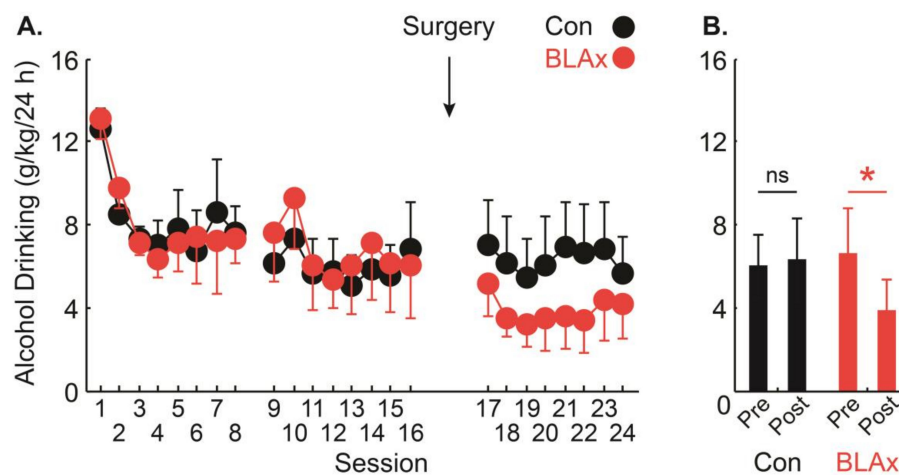 A.
Surgery
Con
BLAx
B.
Alcohol Drinking (g/kg/24 h)
16
12
8
4
0
1 3 5 7 9 11 13 15 17 19 21 23
2 4 6 8 10 12 14 16 18 20 22 24
Session
16
12
8
4
0
ns *
Pre Post Pre Post
Con BLAx